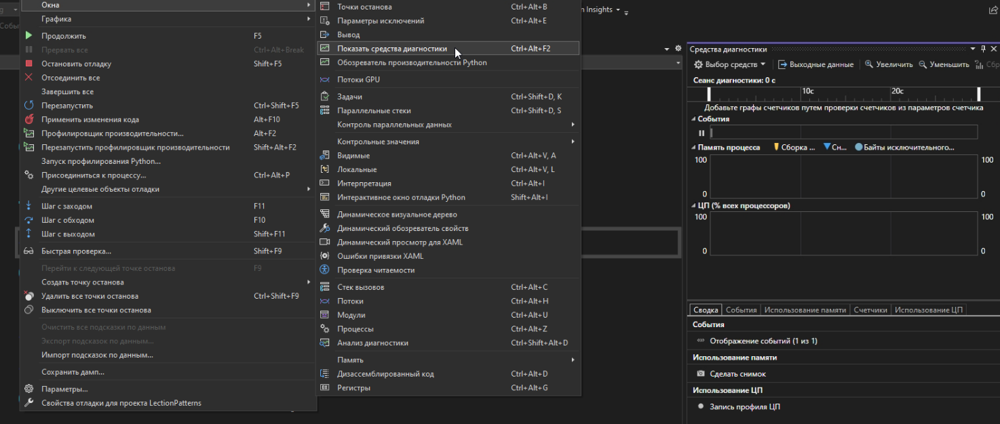 Окна
Графика
Продолжить F5
Прервать все Ctrl+Alt+Break
Остановить отладку Shift+F5
Отсоединить все
Завершить все
Перезапустить Ctrl+Shift+F5
Применить изменения кода Alt+F10
Профилировщик производительности... Alt+F2
Перезапустить профилировщик производительности Shift+Alt+F2
Запуск профилирования Python...
Присоединиться к процессу... Ctrl+Alt+P
Другие целевые объекты отладки
Шаг с заходом F11
Шаг с обходом F10
Шаг с выходом Shift+F11
Быстрая проверка... Shift+F9
Перейти к следующей точке останова F9
Создать точку останова
Удалить все точки останова Ctrl+Shift+F9
Выключить все точки останова
Очистить все подсказки по данным
Экспорт подсказок по данным...
Импорт подсказок по данным...
Сохранить дамп...
Параметры...
Свойства отладки для проекта LectionPatterns
Точки останова Ctrl+Alt+B
Параметры исключений Ctrl+Alt+E
Вывод
Показать средства диагностики Ctrl+Alt+F2
Обозреватель производительности Python
Потоки GPU
Задачи Ctrl+Shift+D, K
Параллельные стеки Ctrl+Shift+D, S
Контроль параллельных данных
Контрольные значения
Видимые Ctrl+Alt+V, A
Локальные Ctrl+Alt+V, L
Интерпретация Ctrl+Alt+I
Интерактивное окно отладки Python Shift+Alt+I
Динамическое визуальное дерево
Динамический обозреватель свойств
Динамический просмотр для XAML
Ошибки привязки XAML
Проверка читаемости
Стек вызовов Ctrl+Alt+C
Потоки Ctrl+Alt+H
Модули Ctrl+Alt+U
Процессы Ctrl+Alt+Z
Анализ диагностики Ctrl+Shift+Alt+D
Память
Дизассемблированный код Ctrl+Alt+D
Регистры Ctrl+Alt+G
n Insights
Средства диагностики
Выбор средств Выходные данные Увеличить Уменьшить Сбр
Сеанс диагностики: 0 с
10с 20с
Добавьте графы счетчиков путем проверки счетчиков из параметров счетчика
События
Память процесса Сборка ... Сн... Байты исключительного...
100 100
0 0
ЦП (% всех процессоров)
100 100
0 0
Сводка События Использование памяти Счетчики Использование ЦП
События
Отображение событий (1 из 1)
Использование памяти
Сделать снимок
Использование ЦП
Запись профиля ЦП